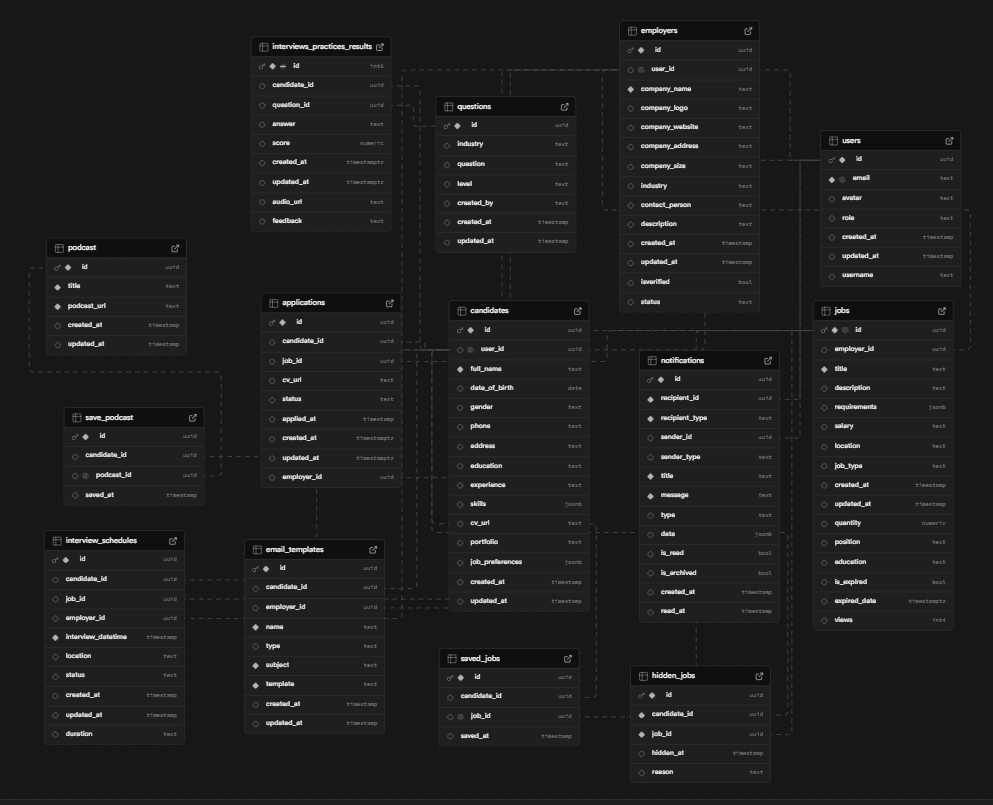 interviews_practices_results
id int8
candidate_id uuid
question_id uuid
answer text
score numeric
created_at timestamptz
updated_at timestamptz
audio_url text
feedback text
questions
id uuid
industry text
question text
level text
created_by text
created_at timestamp
updated_at timestamp
employers
id uuid
user_id uuid
company_name text
company_logo text
company_website text
company_address text
company_size text
industry text
contact_person text
description text
created_at timestamp
updated_at timestamp
isverified bool
status text
users
id uuid
email text
avatar text
role text
created_at timestamp
updated_at timestamp
username text
podcast
id uuid
title text
podcast_url text
created_at timestamp
updated_at timestamp
applications
id uuid
candidate_id uuid
job_id uuid
cv_url text
status text
applied_at timestamp
created_at timestamptz
updated_at timestamptz
employer_id uuid
candidates
id uuid
user_id uuid
full_name text
date_of_birth date
gender text
phone text
address text
education text
experience text
skills jsonb
cv_url text
portfolio text
job_preferences jsonb
created_at timestamp
updated_at timestamp
notifications
id uuid
recipient_id uuid
recipient_type text
sender_id uuid
sender_type text
title text
message text
type text
data jsonb
is_read bool
is_archived bool
created_at timestamp
read_at timestamp
jobs
id uuid
employer_id uuid
title text
description text
requirements jsonb
salary text
location text
job_type text
created_at timestamp
updated_at timestamp
quantity numeric
position text
education text
is_expired bool
expired_date timestamptz
views int4
save_podcast
id uuid
candidate_id uuid
podcast_id uuid
saved_at timestamp
interview_schedules
id uuid
candidate_id uuid
job_id uuid
employer_id uuid
interview_datetime timestamp
location text
status text
created_at timestamp
updated_at timestamp
duration text
email_templates
id uuid
candidate_id uuid
employer_id uuid
name text
type text
subject text
template text
created_at timestamp
updated_at timestamp
saved_jobs
id uuid
candidate_id uuid
job_id uuid
saved_at timestamp
hidden_jobs
id uuid
candidate_id uuid
job_id uuid
hidden_at timestamp
reason text